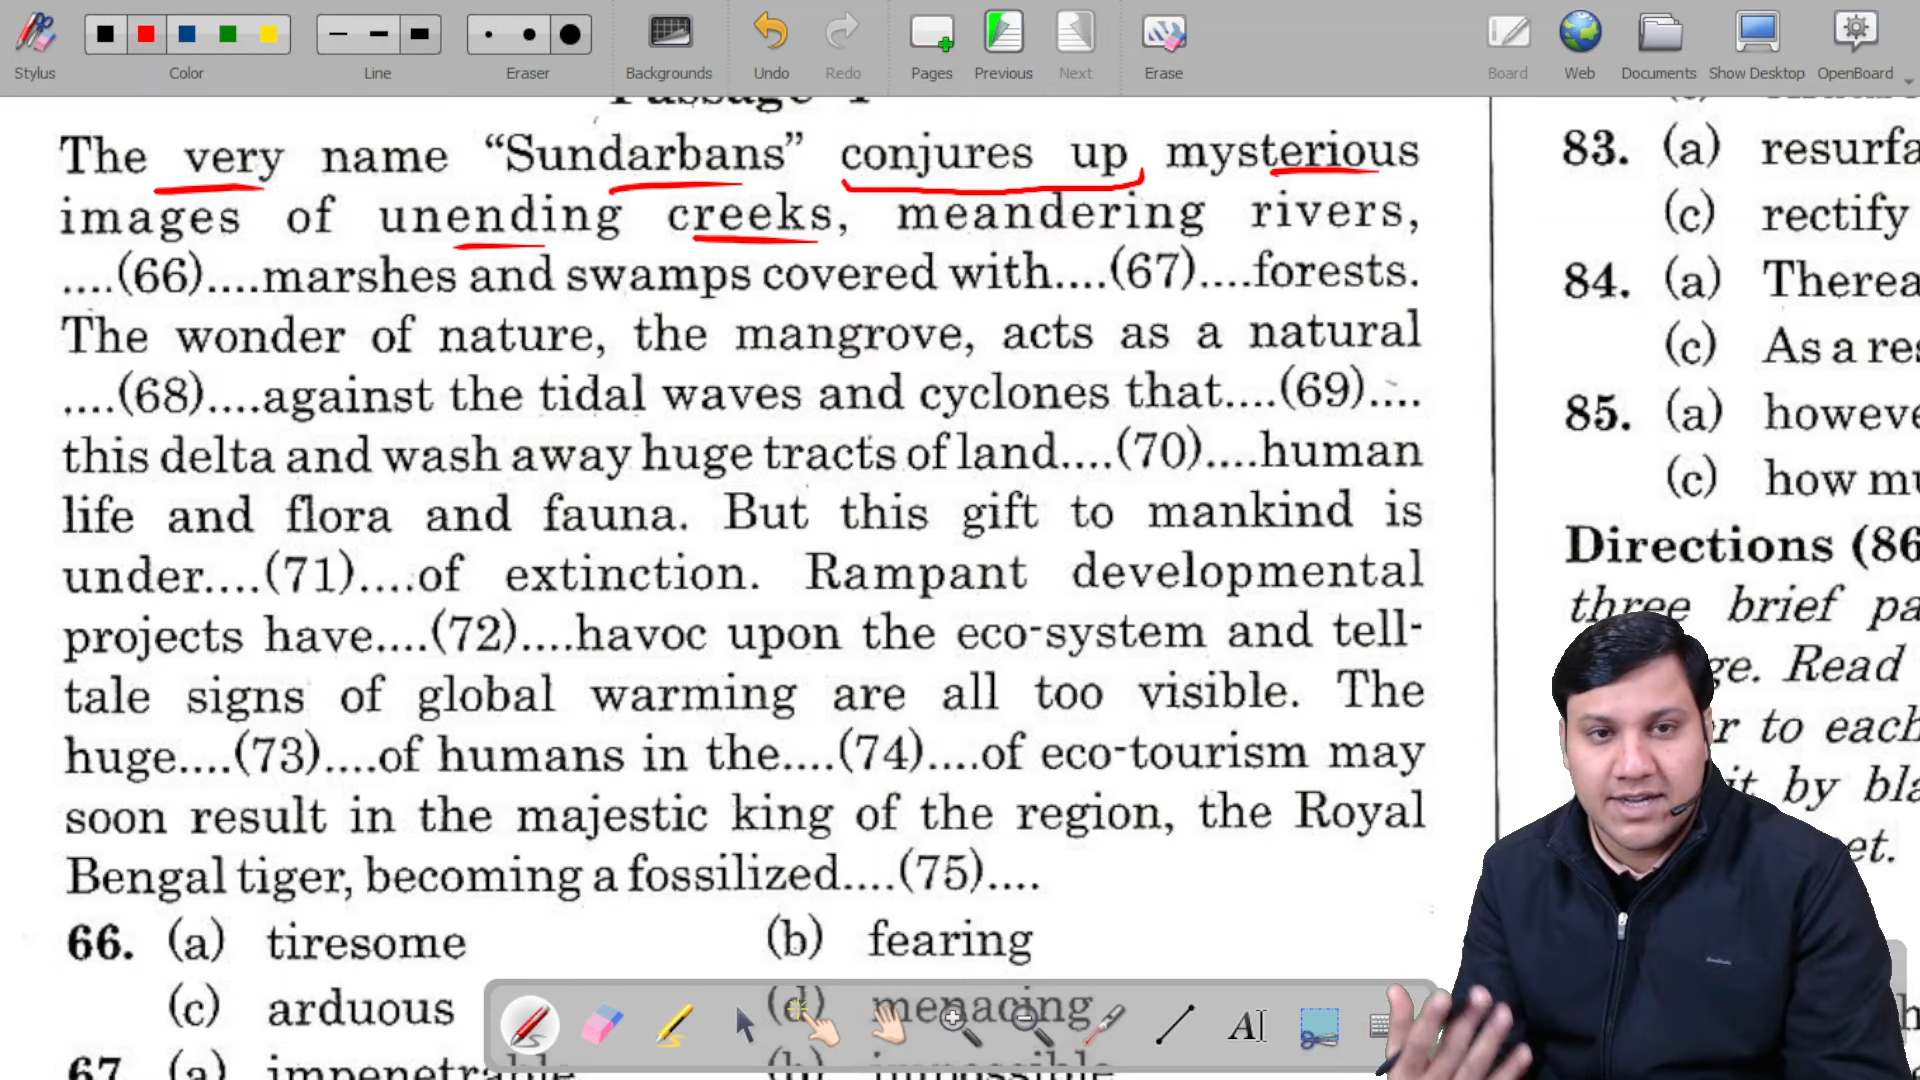 Stylus
Color
Line
Eraser
Backgrounds
Undo
Redo
Pages
Previous
Next
Erase
Board
Web
Documents
Show Desktop
OpenBoard
The very name “Sundarbans” conjures up mysterious
images of unending creeks, meandering rivers,
....(66)....marshes and swamps covered with....(67)....forests.
The wonder of nature, the mangrove, acts as a natural
....(68)....against the tidal waves and cyclones that....(69)....
this delta and wash away huge tracts of land....(70)....human
life and flora and fauna. But this gift to mankind is
under....(71)....of extinction. Rampant developmental
projects have....(72)....havoc upon the eco-system and tell-
tale signs of global warming are all too visible. The
huge....(73)....of humans in the....(74)....of eco-tourism may
soon result in the majestic king of the region, the Royal
Bengal tiger, becoming a fossilized....(75)....
66. (a) tiresome (b) fearing
(c) arduous (d) menacing
67. (a) impenetrable (b) impossible
83. (a) resurfa
(c) rectify
84. (a) Therea
(c) As a res
85. (a) howeve
(c) how mu
Directions (86
three brief pa
ge. Read
r to each
it by bla
et.